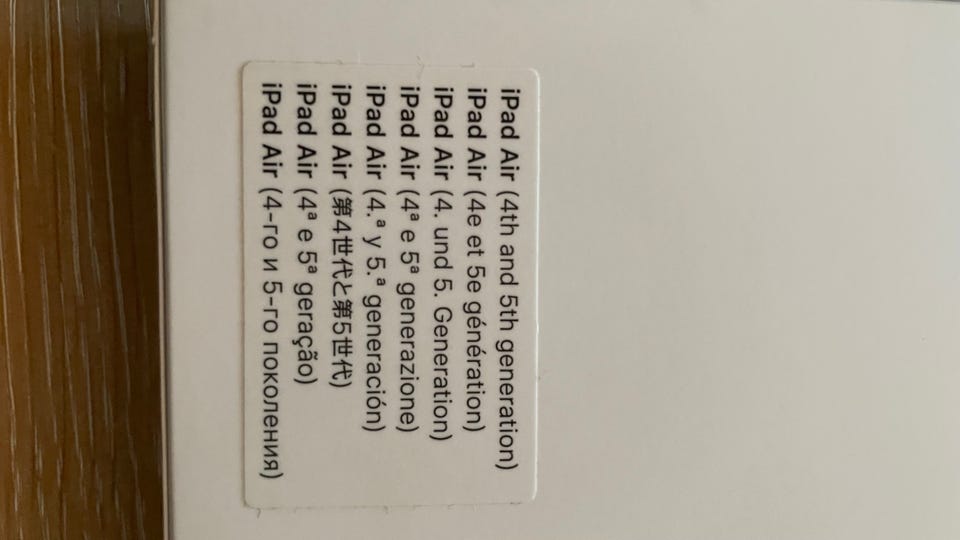 iPad Air (4th and 5th generation)
iPad Air (4e et 5e génération)
iPad Air (4. und 5. Generation)
iPad Air (4ª e 5ª generazione)
iPad Air (4.ª y 5.ª generación)
iPad Air (第4世代と第5世代)
iPad Air (4ª e 5ª geração)
iPad Air (4-го и 5-го поколения)